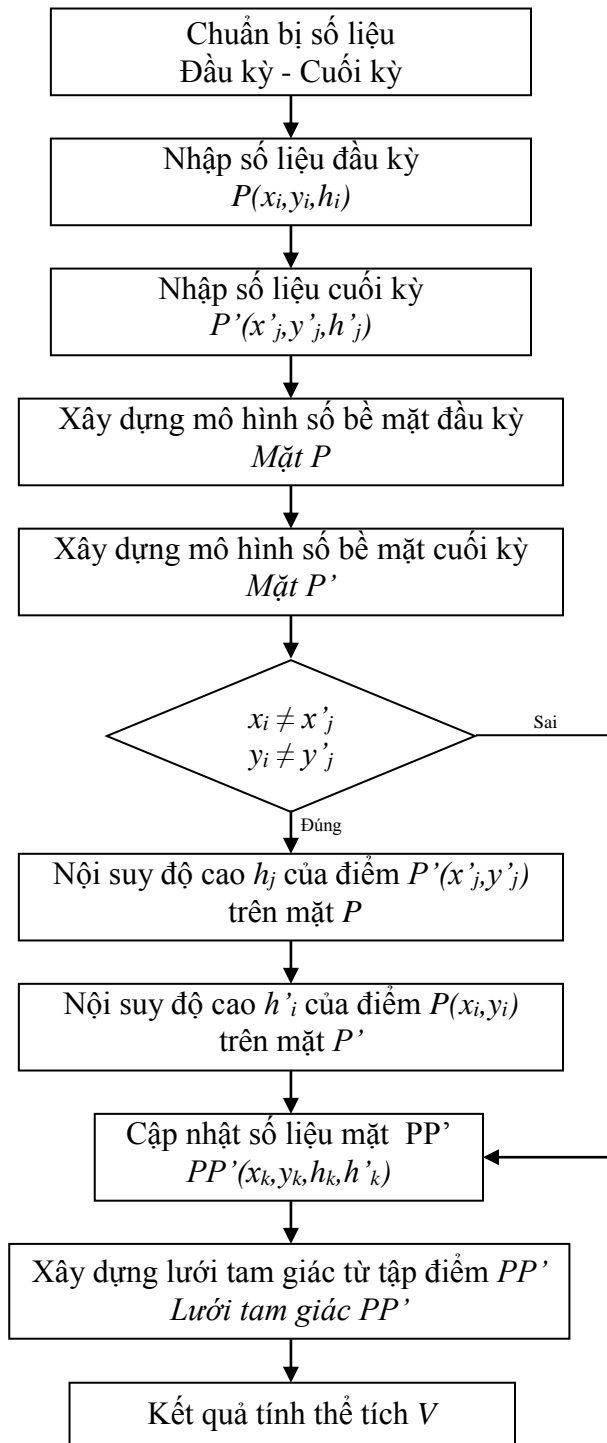 Chuẩn bị số liệu
Đầu kỳ - Cuối kỳ
Nhập số liệu đầu kỳ
P(xi,yi,hi)
Nhập số liệu cuối kỳ
P’(x’j,y’j,h’j)
Xây dựng mô hình số bề mặt đầu kỳ
Mặt P
Xây dựng mô hình số bề mặt cuối kỳ
Mặt P’
xi ≠ x’j
yi ≠ y’j
Sai
Đúng
Nội suy độ cao hj của điểm P’(x’j,y’j)
trên mặt P
Nội suy độ cao h’i của điểm P(xi,yi)
trên mặt P’
Cập nhật số liệu mặt PP’
PP’(xk,yk,hk,h’k)
Xây dựng lưới tam giác từ tập điểm PP’
Lưới tam giác PP’
Kết quả tính thể tích V